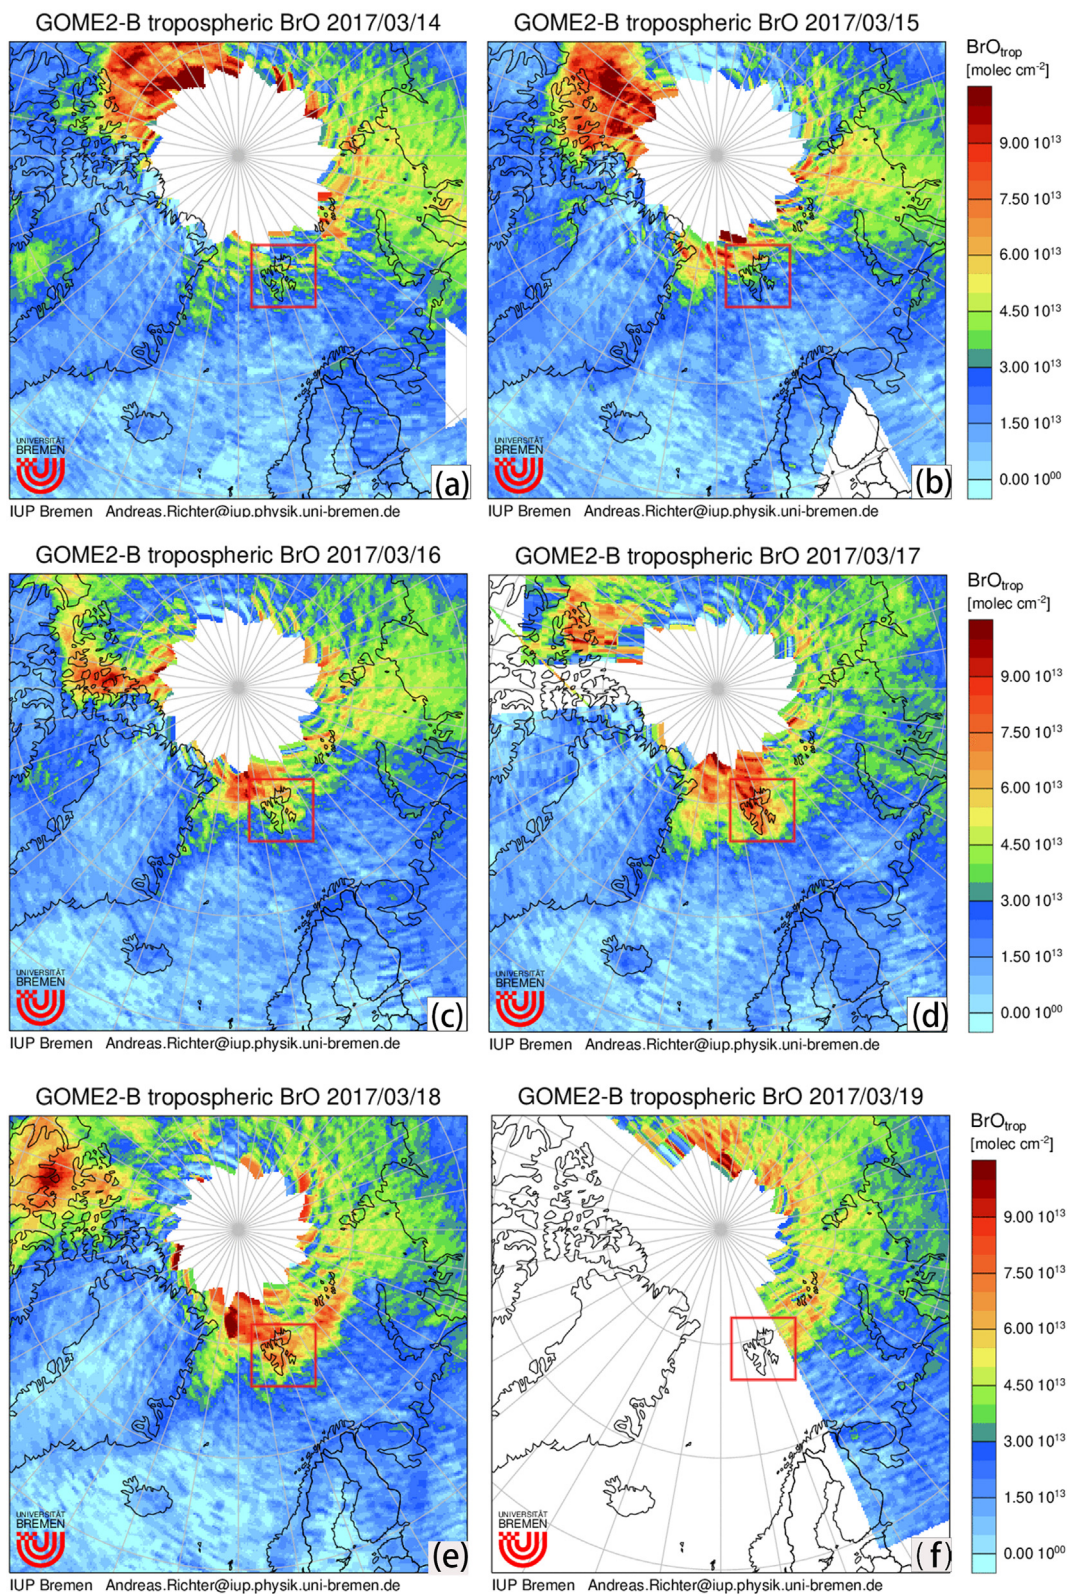 GOME2-B tropospheric BrO 2017/03/14
GOME2-B tropospheric BrO 2017/03/15
BrOtrop
[molec cm-2]
9.00 10^13
7.50 10^13
6.00 10^13
4.50 10^13
3.00 10^13
1.50 10^13
0.00 10^00
UNIVERSITÄT
BREMEN
(a)
UNIVERSITÄT
BREMEN
(b)
IUP Bremen Andreas.Richter@iup.physik.uni-bremen.de
IUP Bremen Andreas.Richter@iup.physik.uni-bremen.de
GOME2-B tropospheric BrO 2017/03/16
GOME2-B tropospheric BrO 2017/03/17
BrOtrop
[molec cm-2]
9.00 10^13
7.50 10^13
6.00 10^13
4.50 10^13
3.00 10^13
1.50 10^13
0.00 10^00
UNIVERSITÄT
BREMEN
(c)
UNIVERSITÄT
BREMEN
(d)
IUP Bremen Andreas.Richter@iup.physik.uni-bremen.de
IUP Bremen Andreas.Richter@iup.physik.uni-bremen.de
GOME2-B tropospheric BrO 2017/03/18
GOME2-B tropospheric BrO 2017/03/19
BrOtrop
[molec cm-2]
9.00 10^13
7.50 10^13
6.00 10^13
4.50 10^13
3.00 10^13
1.50 10^13
0.00 10^00
UNIVERSITÄT
BREMEN
(e)
UNIVERSITÄT
BREMEN
(f)
IUP Bremen Andreas.Richter@iup.physik.uni-bremen.de
IUP Bremen Andreas.Richter@iup.physik.uni-bremen.de